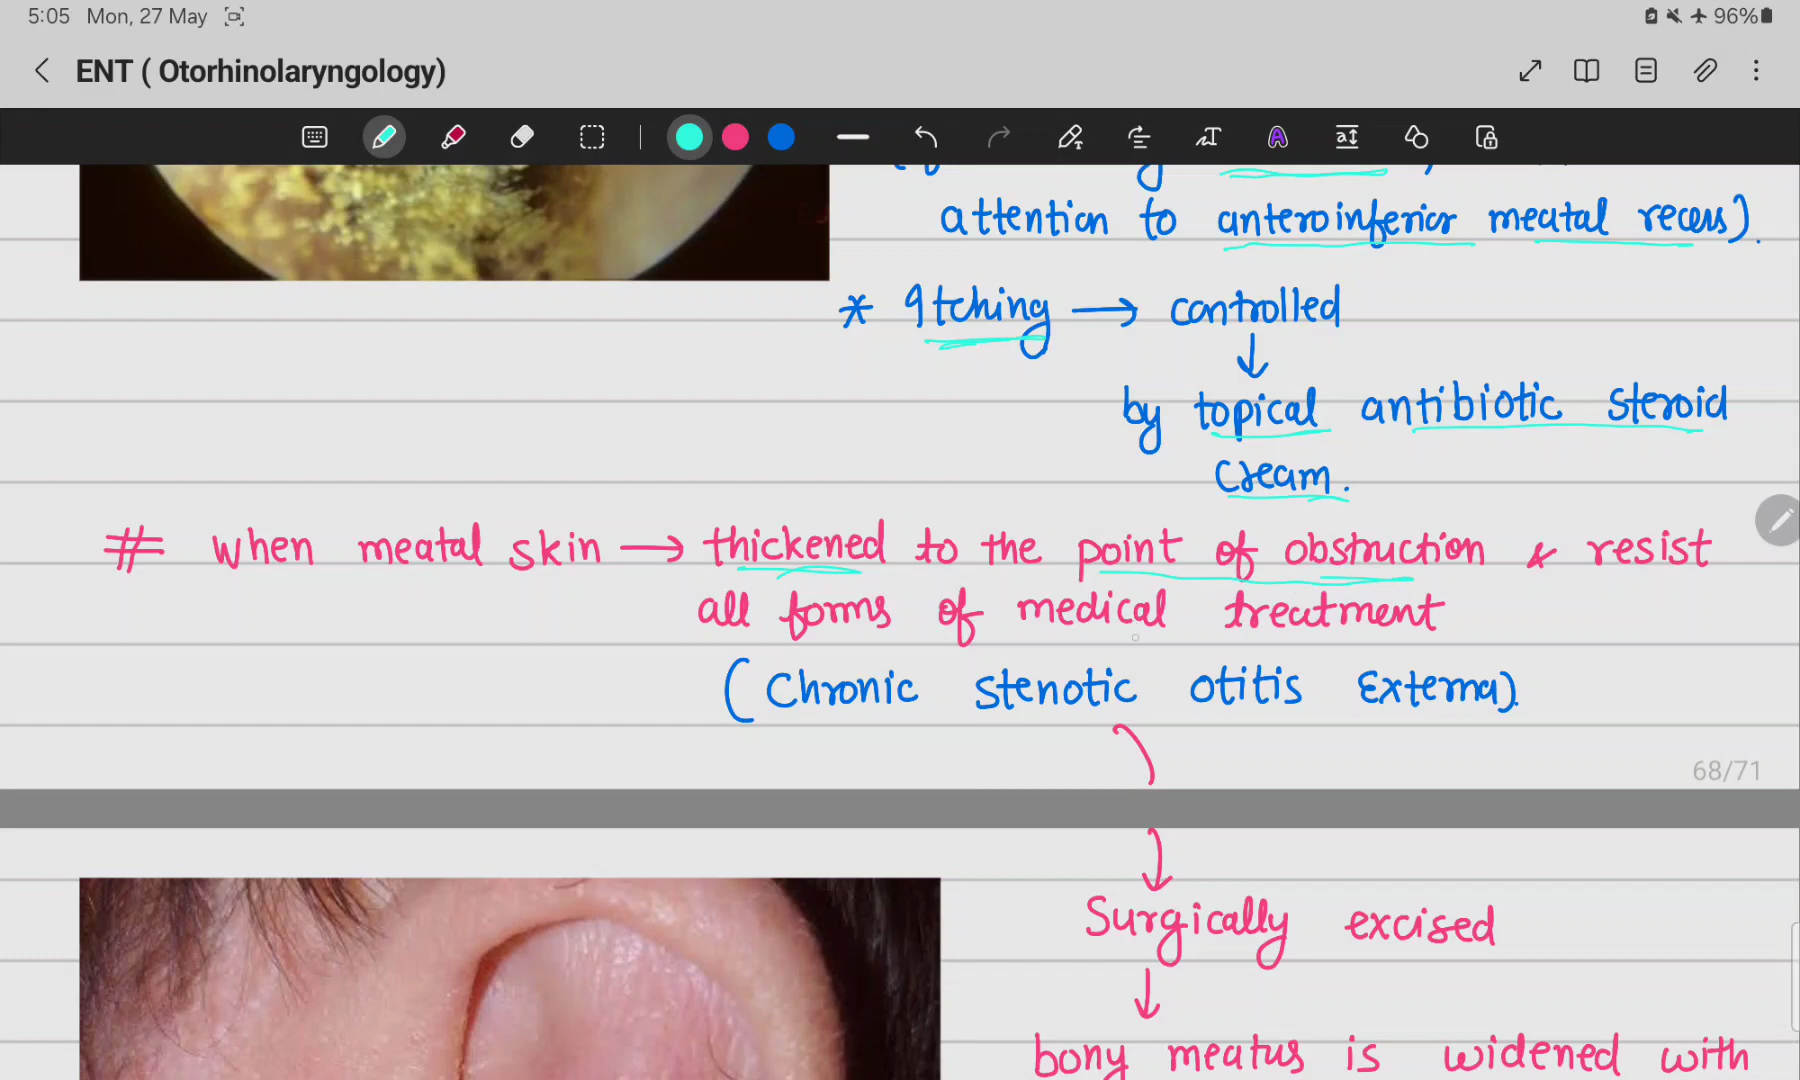 5:05 Mon, 27 May 96%
ENT ( Otorhinolaryngology)
attention to anteroinferior meatal recess).
* Itching → controlled
↓
by topical antibiotic steroid
cream.
# when meatal skin → thickened to the point of obstruction & resist
all forms of medical treatment
(Chronic stenotic otitis Externa).
68/71
↓
Surgically excised
↓
bony meatus is widened with